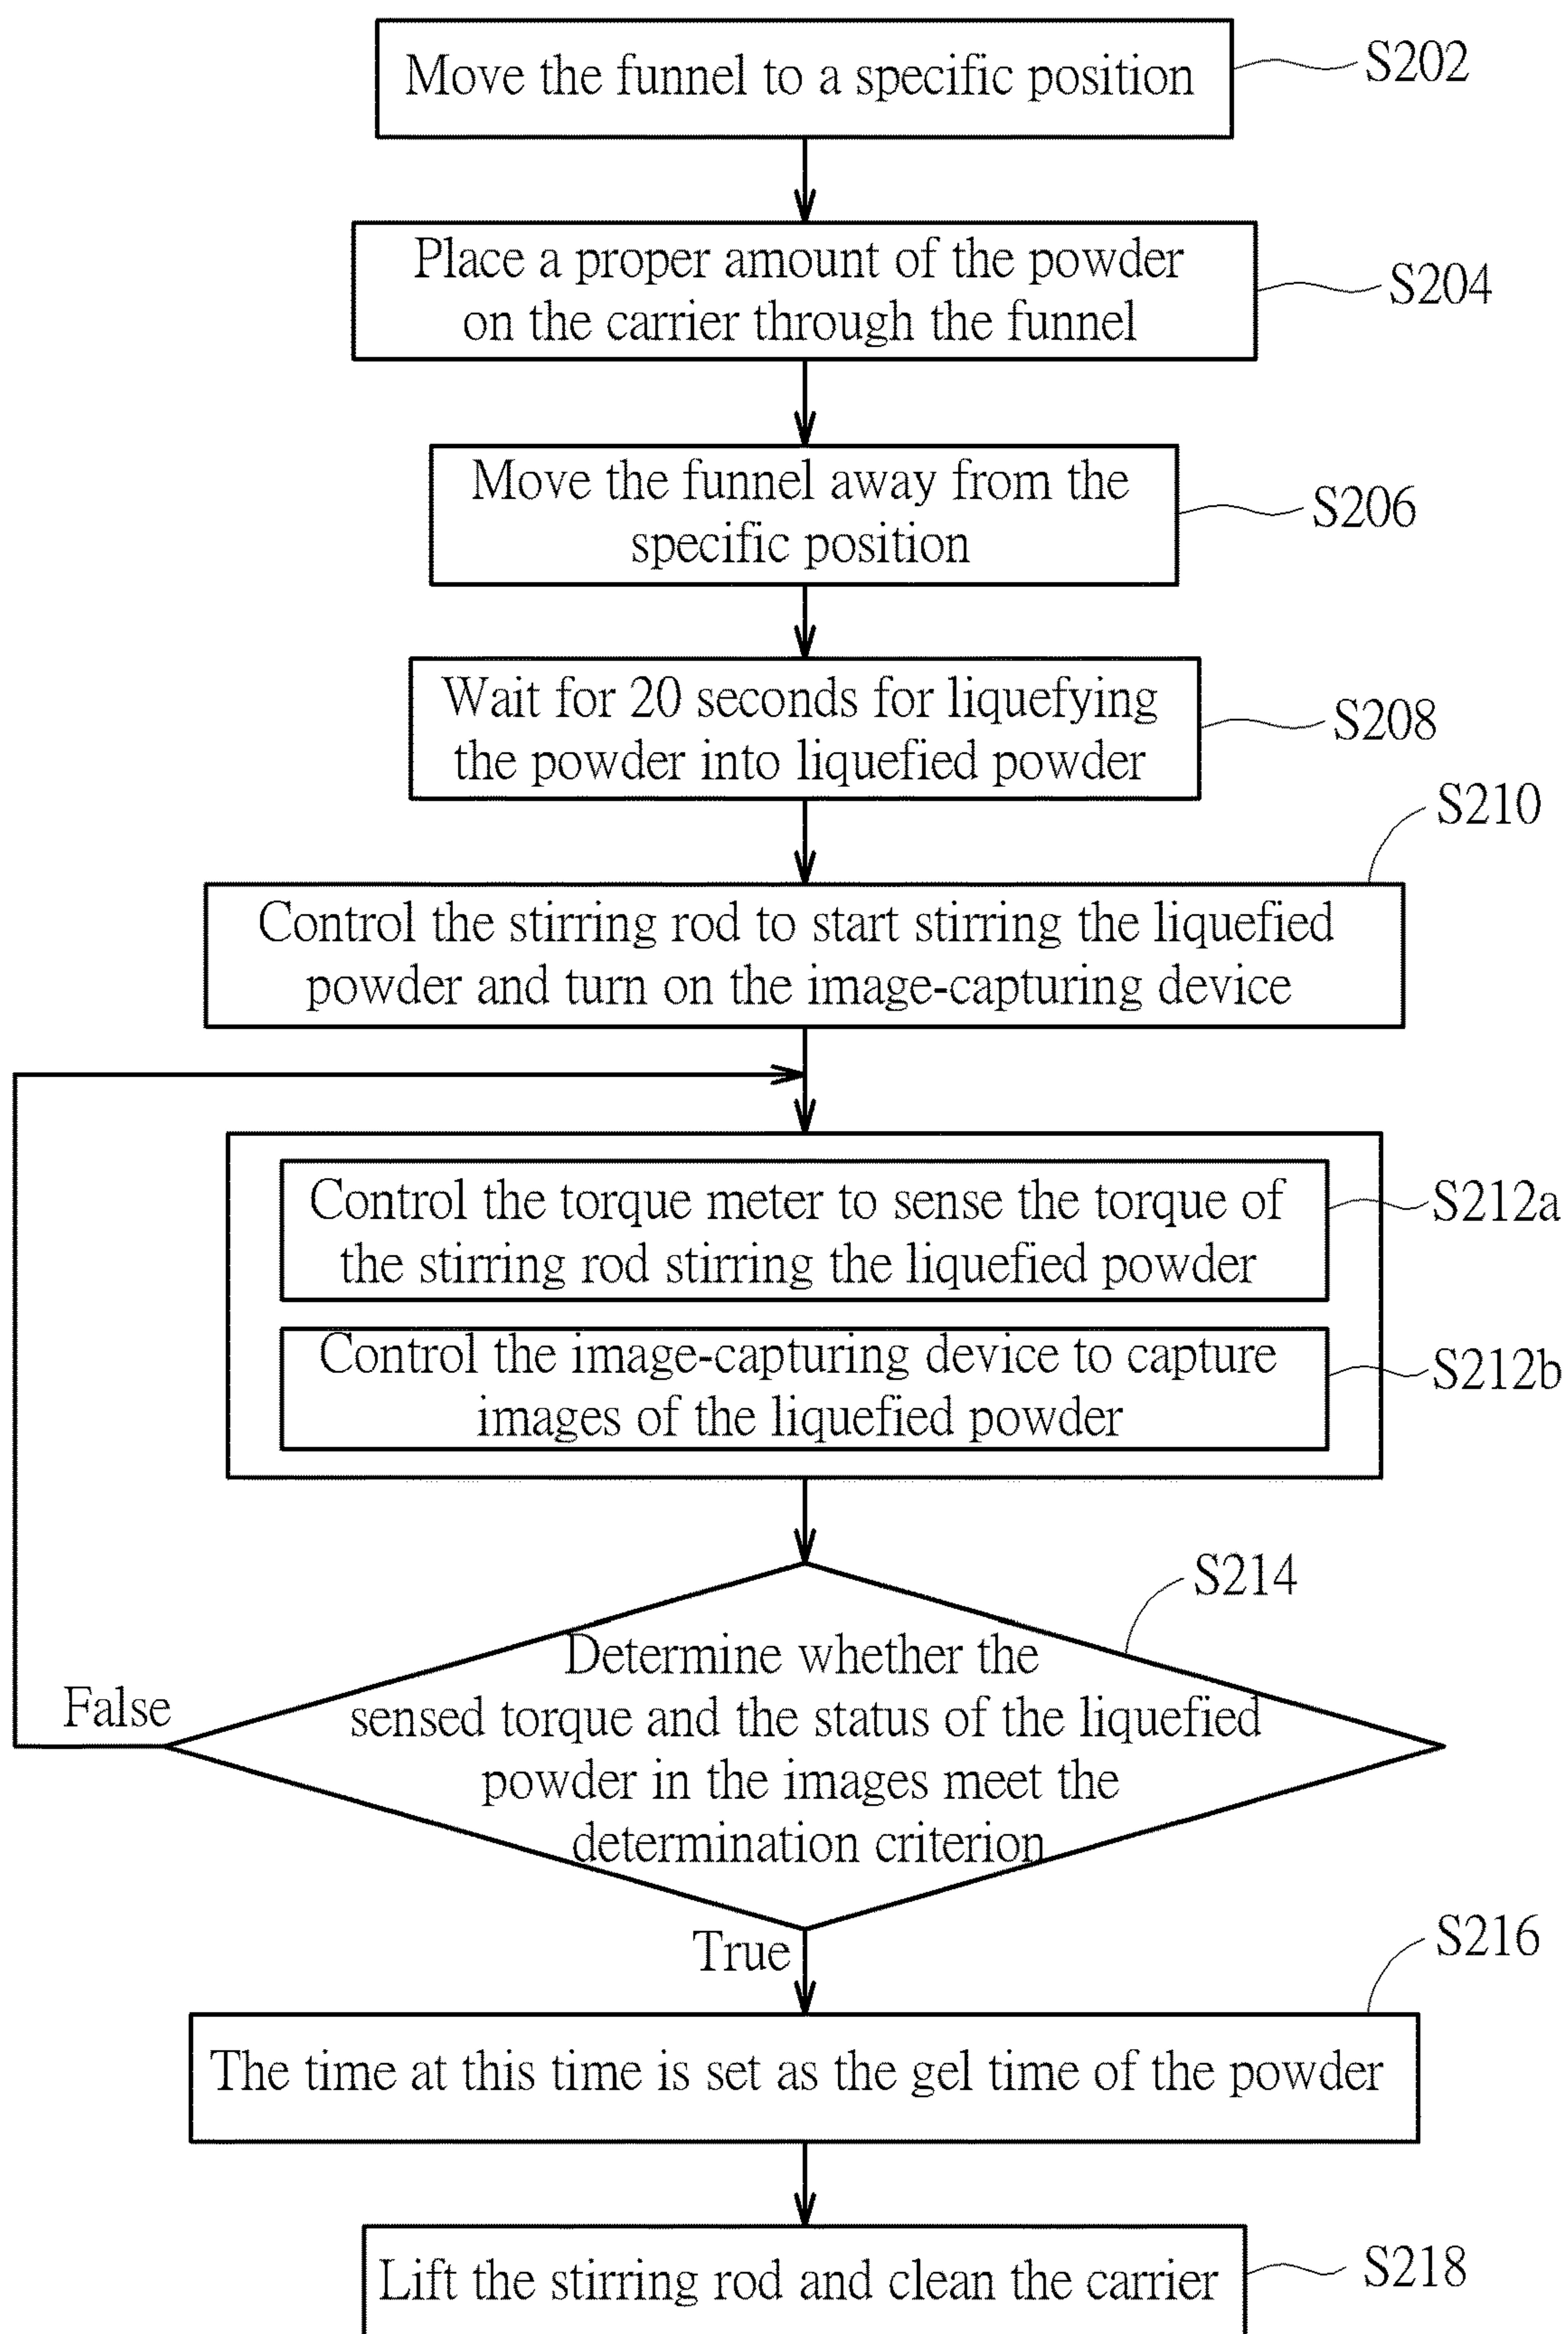 Move the funnel to a specific position
S202
Place a proper amount of the powder
on the carrier through the funnel
S204
Move the funnel away from the
specific position
S206
Wait for 20 seconds for liquefying
the powder into liquefied powder
S208
S210
Control the stirring rod to start stirring the liquefied
powder and turn on the image-capturing device
Control the torque meter to sense the torque of
the stirring rod stirring the liquefied powder
S212a
Control the image-capturing device to capture
images of the liquefied powder
S212b
S214
Determine whether the
sensed torque and the status of the liquefied
powder in the images meet the
determination criterion
False
True
S216
The time at this time is set as the gel time of the powder
Lift the stirring rod and clean the carrier
S218